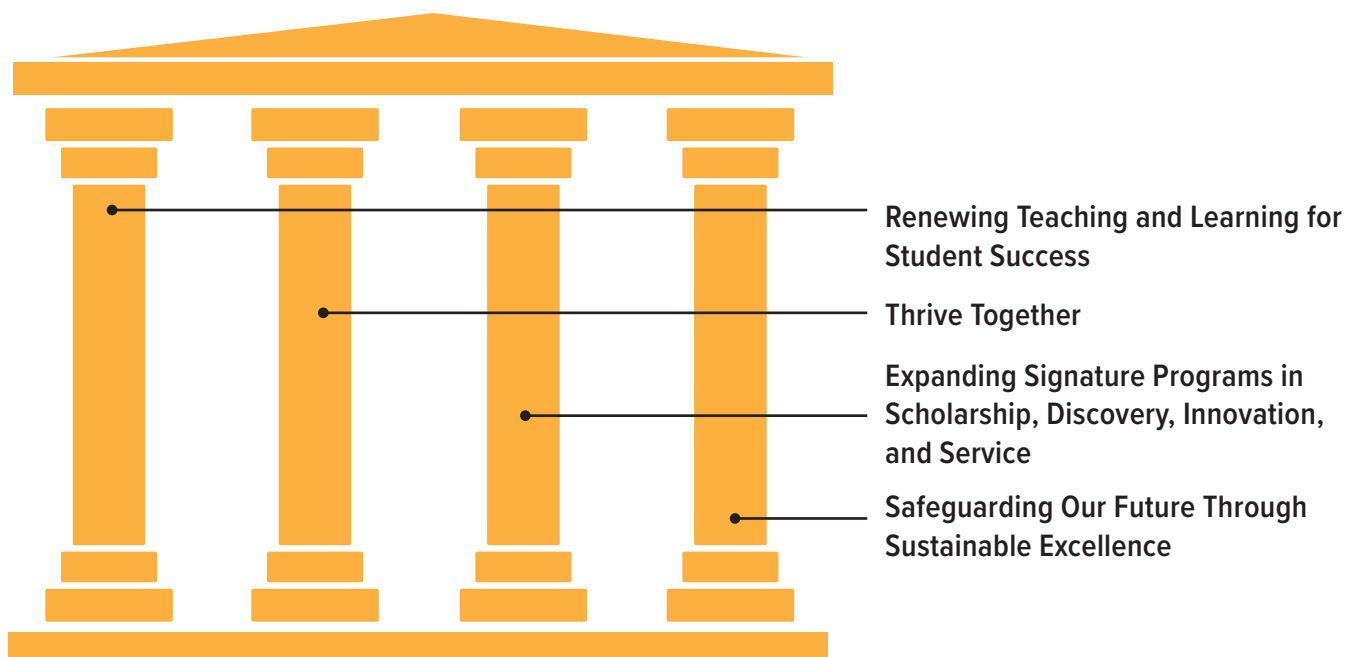 Renewing Teaching and Learning for
Student Success
Thrive Together
Expanding Signature Programs in
Scholarship, Discovery, Innovation,
and Service
Safeguarding Our Future Through
Sustainable Excellence